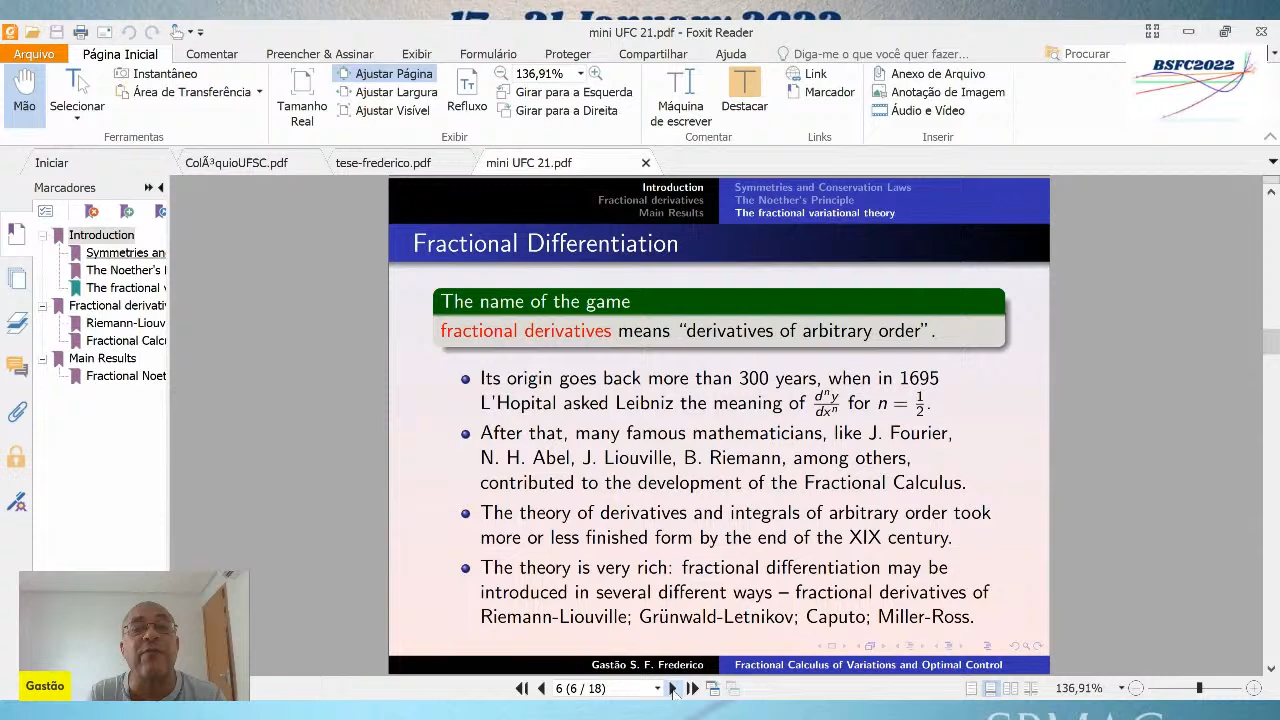 17 - 21 January 2022
mini UFC 21.pdf - Foxit Reader
Arquivo
Página Inicial
Comentar
Preencher & Assinar
Exibir
Formulário
Proteger
Compartilhar
Ajuda
Diga-me o que você quer fazer...
Procurar
BSFC2022
Mão
Selecionar
Instantâneo
Área de Transferência
Ferramentas
Tamanho
Real
Ajustar Página
Ajustar Largura
Ajustar Visível
Refluxo
136,91%
Girar para a Esquerda
Girar para a Direita
Exibir
Máquina
de escrever
Destacar
Comentar
Link
Marcador
Links
Anexo de Arquivo
Anotação de Imagem
Áudio e Vídeo
Inserir
Iniciar
ColÃ³quioUFSC.pdf
tese-frederico.pdf
mini UFC 21.pdf
Marcadores
Introduction
Symmetries an
The Noether's
The fractional v
Fractional derivati
Riemann-Liouv
Fractional Calcu
Main Results
Fractional Noet
Introduction
Fractional derivatives
Main Results
Symmetries and Conservation Laws
The Noether's Principle
The fractional variational theory
Fractional Differentiation
The name of the game
fractional derivatives means “derivatives of arbitrary order”.
Its origin goes back more than 300 years, when in 1695
L'Hopital asked Leibniz the meaning of dⁿy/dxⁿ for n = 1/2.
After that, many famous mathematicians, like J. Fourier,
N. H. Abel, J. Liouville, B. Riemann, among others,
contributed to the development of the Fractional Calculus.
The theory of derivatives and integrals of arbitrary order took
more or less finished form by the end of the XIX century.
The theory is very rich: fractional differentiation may be
introduced in several different ways – fractional derivatives of
Riemann-Liouville; Grünwald-Letnikov; Caputo; Miller-Ross.
Gastão S. F. Frederico
Fractional Calculus of Variations and Optimal Control
Gastão
6 (6 / 18)
136,91%
SBMAC